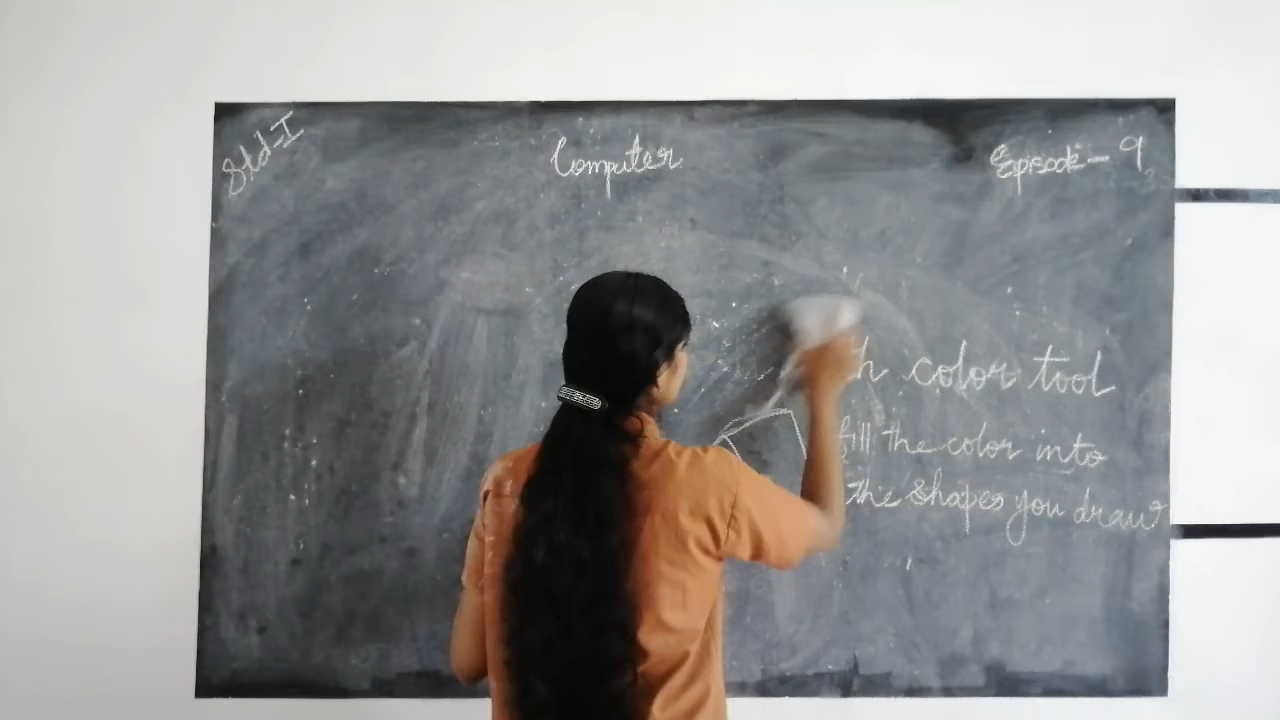 Std-I
Computer
Episode - 9
color tool
fill the color into
the shapes you draw